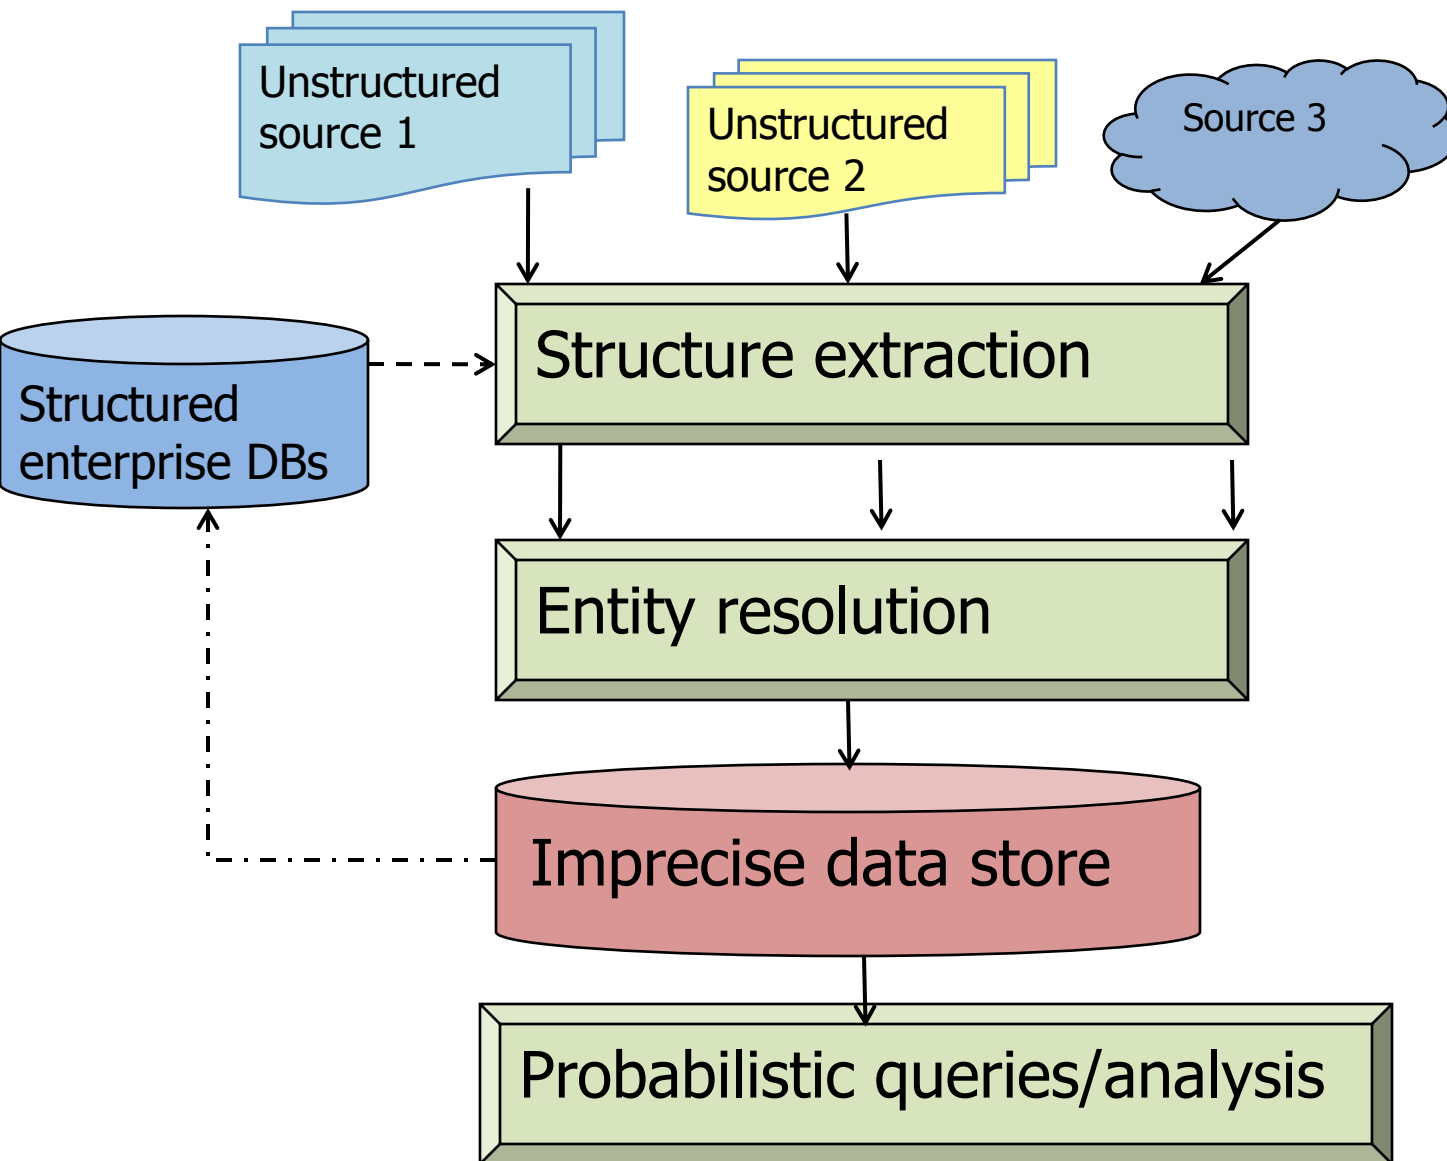 Unstructured
source 1
Unstructured
source 2
Source 3
Structure extraction
Structured
enterprise DBs
Entity resolution
Imprecise data store
Probabilistic queries/analysis